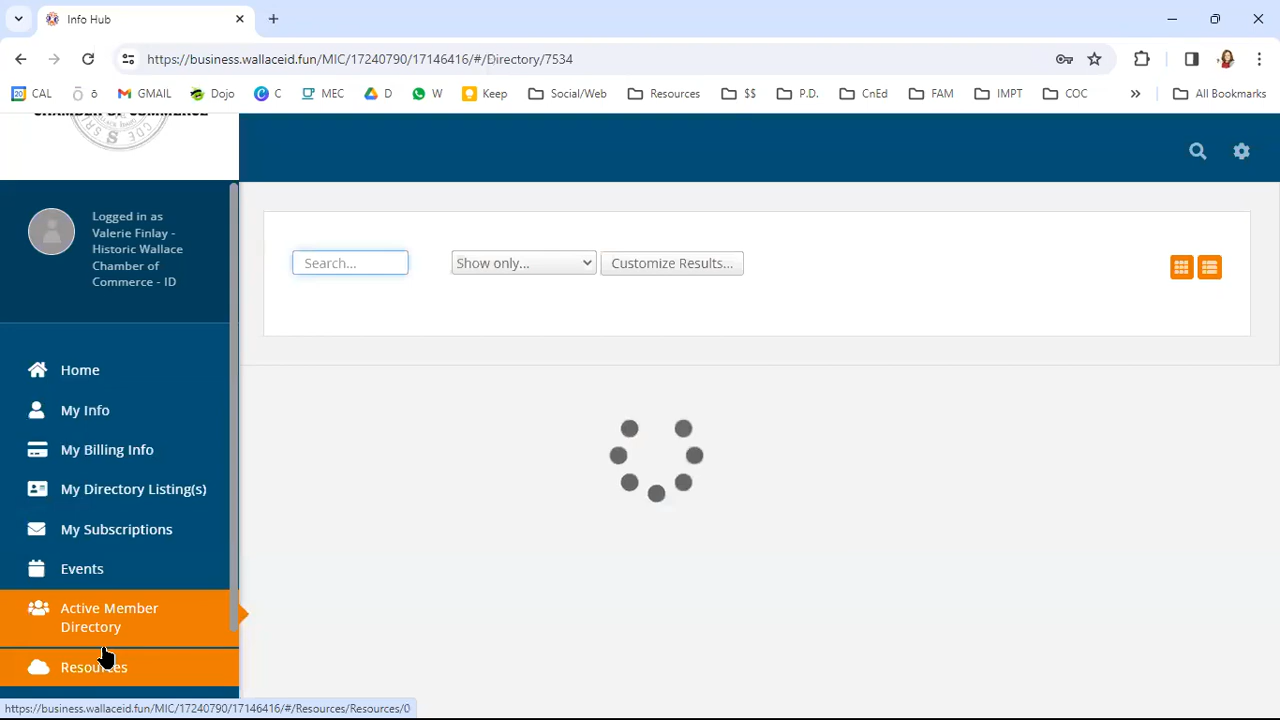 Info Hub
https://business.wallaceid.fun/MIC/17240790/17146416/#/Directory/7534
CAL
ō
GMAIL
Dojo
C
MEC
D
W
Keep
Social/Web
Resources
$$
P.D.
CnEd
FAM
IMPT
COC
All Bookmarks
CHAMBER OF COMMERCE
Logged in as
Valerie Finlay -
Historic Wallace
Chamber of
Commerce - ID
Search...
Show only...
Customize Results...
Home
My Info
My Billing Info
My Directory Listing(s)
My Subscriptions
Events
Active Member
Directory
Resources
https://business.wallaceid.fun/MIC/17240790/17146416/#/Resources/Resources/0